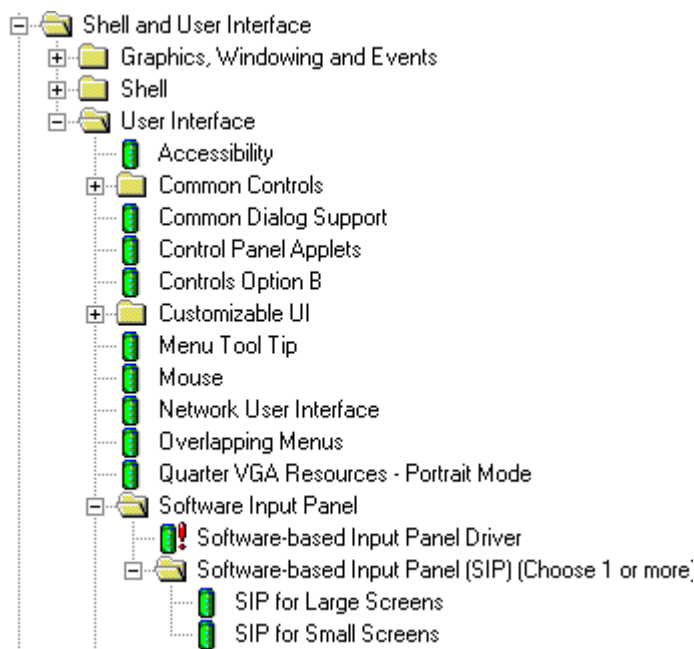 Shell and User Interface
Graphics, Windowing and Events
Shell
User Interface
Accessibility
Common Controls
Common Dialog Support
Control Panel Applets
Controls Option B
Customizable UI
Menu Tool Tip
Mouse
Network User Interface
Overlapping Menus
Quarter VGA Resources - Portrait Mode
Software Input Panel
Software-based Input Panel Driver
Software-based Input Panel (SIP) (Choose 1 or more)
SIP for Large Screens
SIP for Small Screens